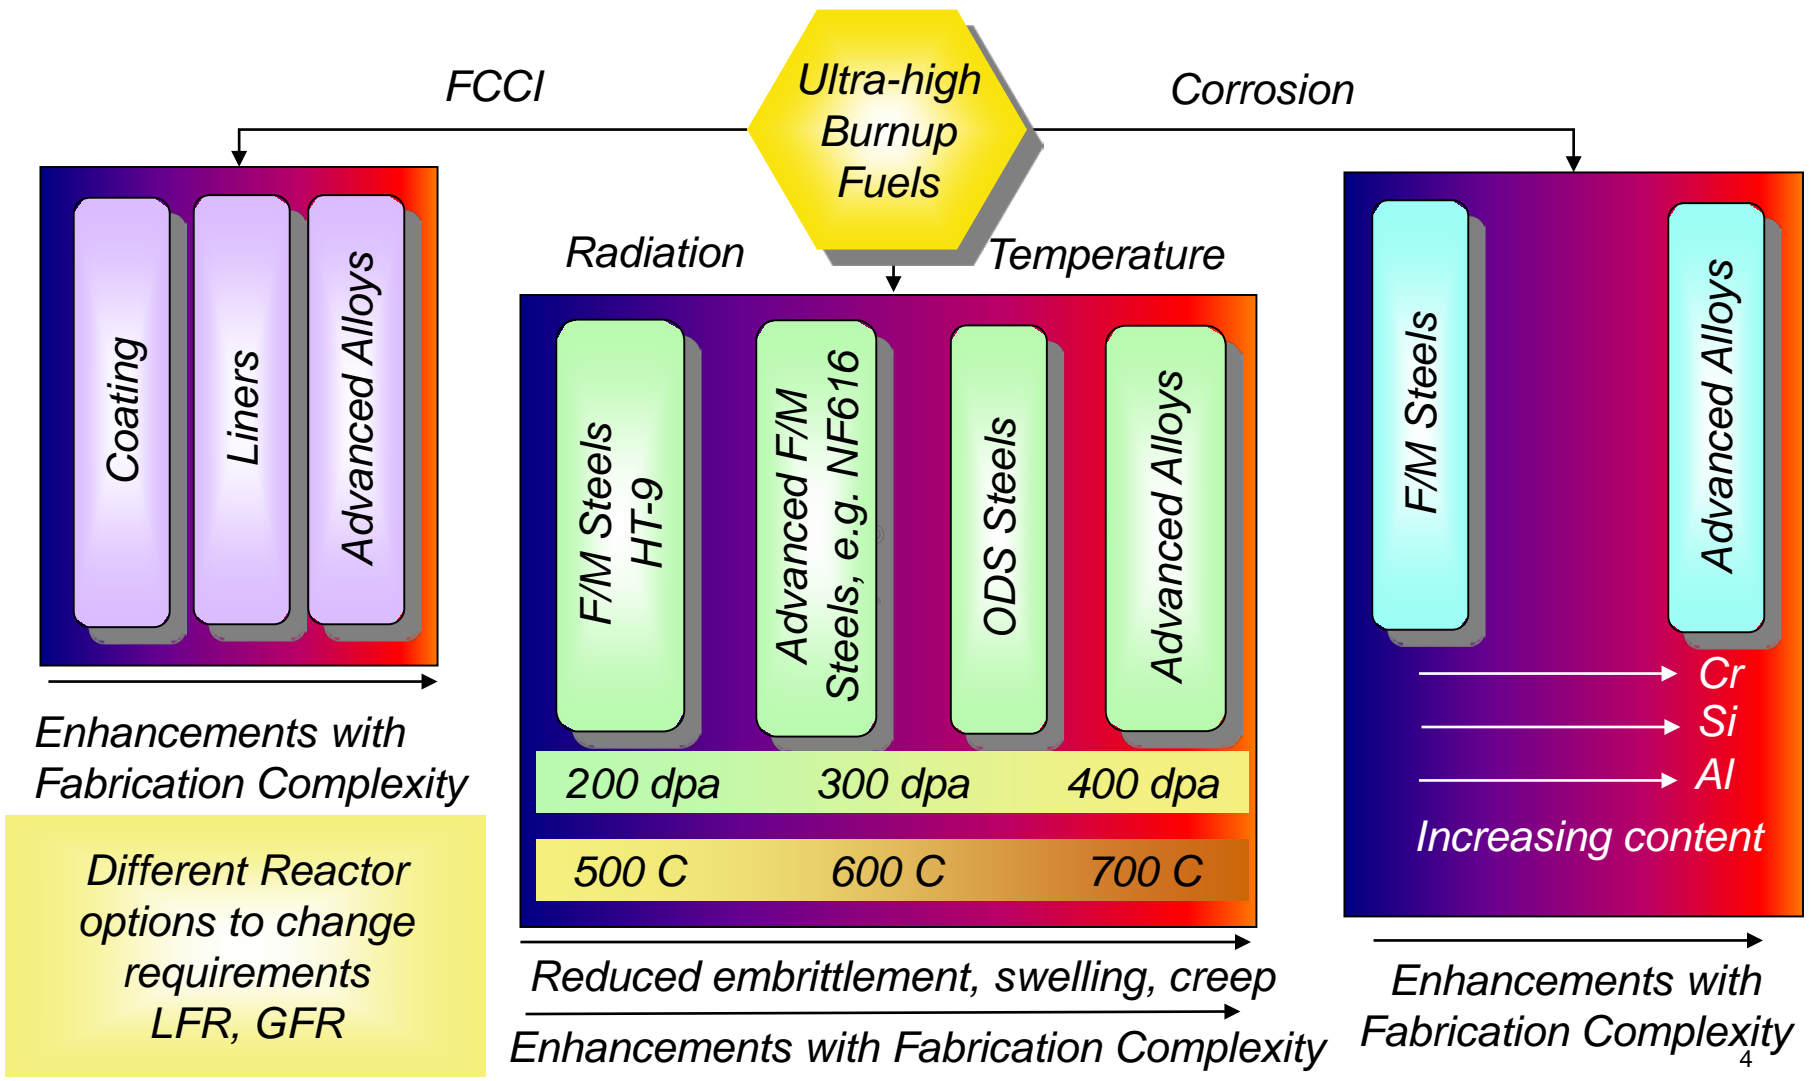 FCCI
Ultra-high
Burnup
Fuels
Corrosion
Radiation
Temperature
Coating
Liners
Advanced Alloys
Enhancements with
Fabrication Complexity
Different Reactor
options to change
requirements
LFR, GFR
F/M Steels
HT-9
Advanced F/M
Steels, e.g. NF616
ODS Steels
Advanced Alloys
200 dpa 300 dpa 400 dpa
500 C 600 C 700 C
Reduced embrittlement, swelling, creep
Enhancements with Fabrication Complexity
F/M Steels
Advanced Alloys
Cr
Si
Al
Increasing content
Enhancements with
Fabrication Complexity
4